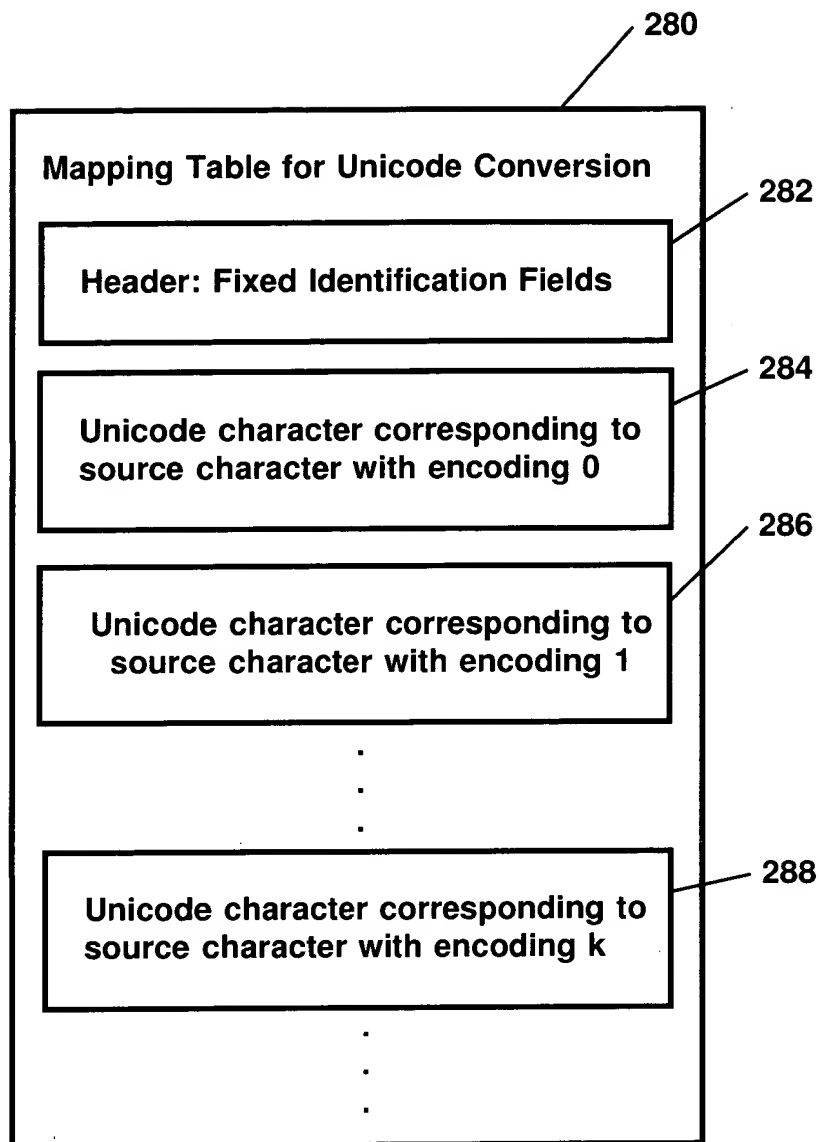 280
Mapping Table for Unicode Conversion
282
Header: Fixed Identification Fields
284
Unicode character corresponding to
source character with encoding 0
286
Unicode character corresponding to
source character with encoding 1
.
.
.
288
Unicode character corresponding to
source character with encoding k
.
.
.